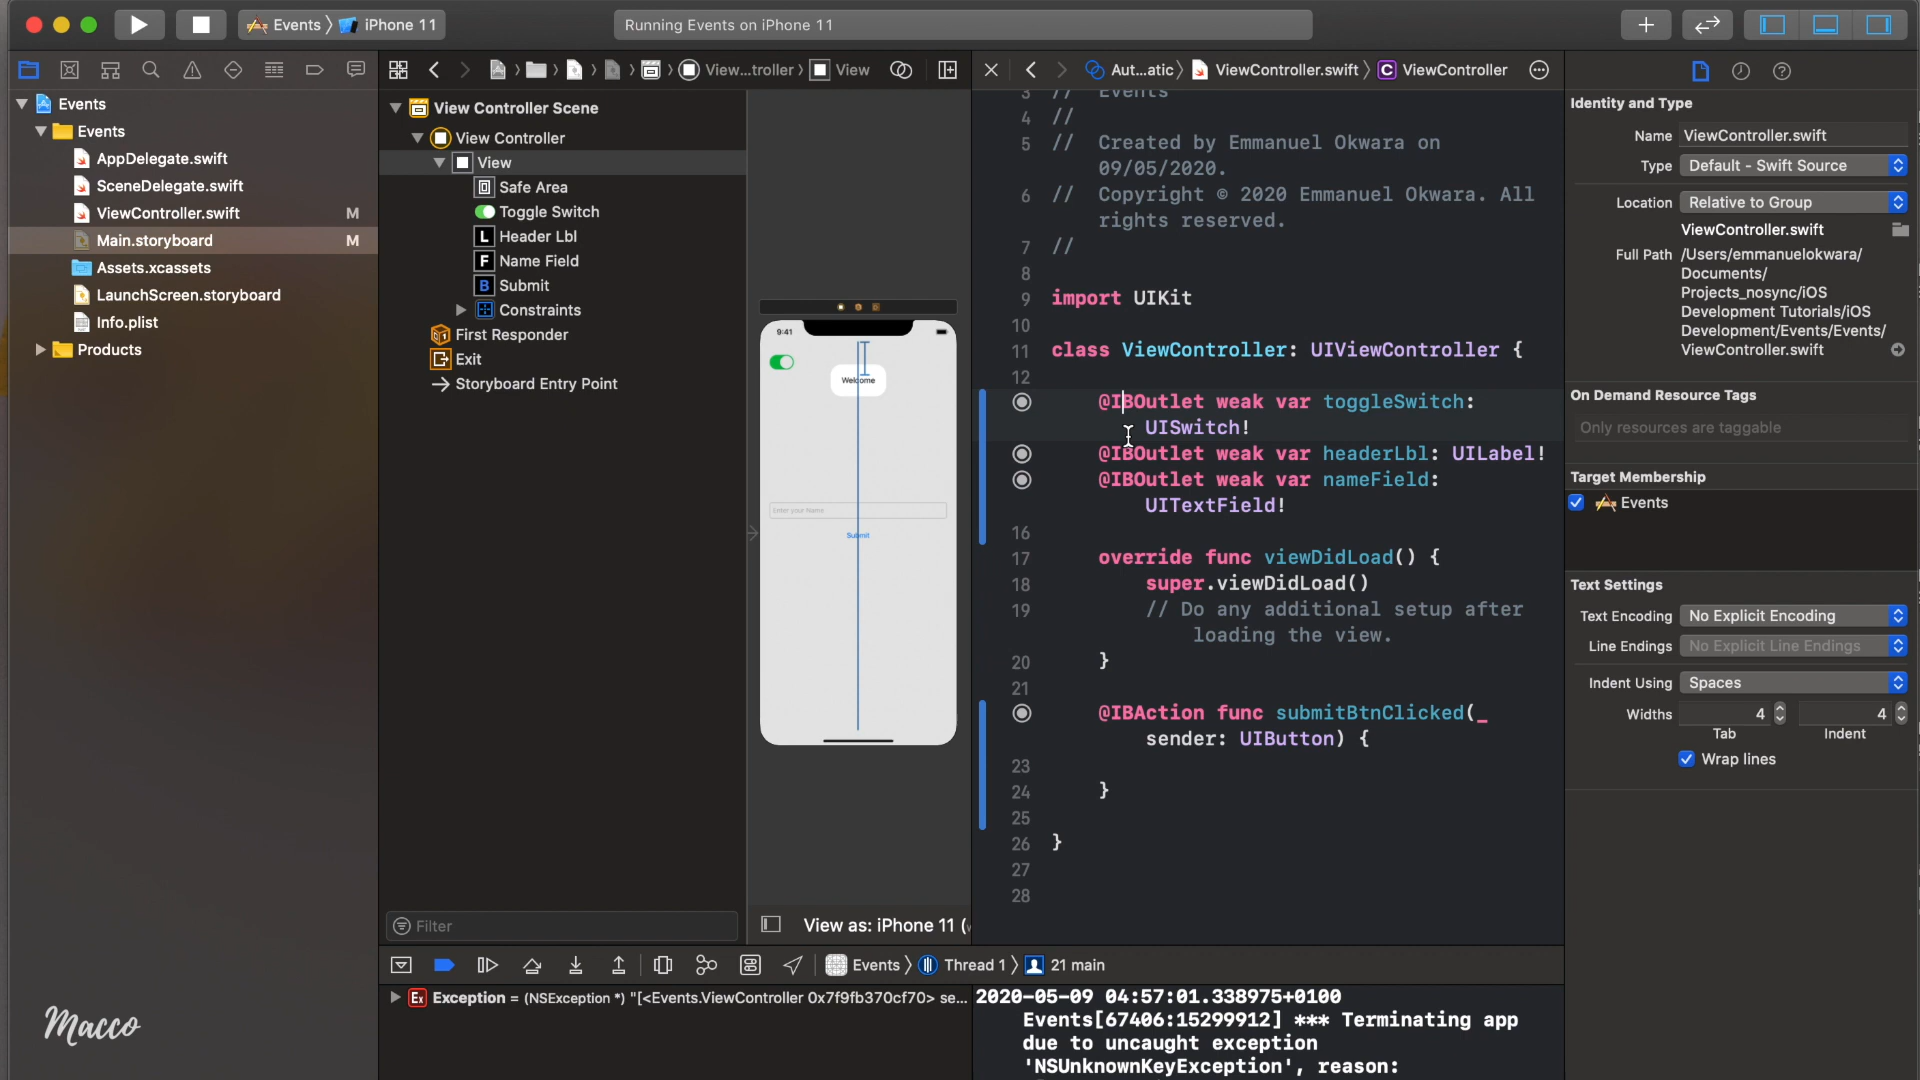 Events 〉 iPhone 11
Running Events on iPhone 11
View...troller 〉 View
Aut...atic 〉 ViewController.swift 〉 C ViewController
Events
Events
AppDelegate.swift
SceneDelegate.swift
ViewController.swift M
Main.storyboard M
Assets.xcassets
LaunchScreen.storyboard
Info.plist
Products
Macco
View Controller Scene
View Controller
View
Safe Area
Toggle Switch
L Header Lbl
F Name Field
B Submit
Constraints
First Responder
Exit
Storyboard Entry Point
Filter
9:41
Welcome
Enter your Name
Submit
View as: iPhone 11 (
3 // Events
4 //
5 // Created by Emmanuel Okwara on
09/05/2020.
6 // Copyright © 2020 Emmanuel Okwara. All
rights reserved.
7 //
8
9 import UIKit
10
11 class ViewController: UIViewController {
12
@IBOutlet weak var toggleSwitch:
UISwitch!
@IBOutlet weak var headerLbl: UILabel!
@IBOutlet weak var nameField:
UITextField!
16
17 override func viewDidLoad() {
18 super.viewDidLoad()
19 // Do any additional setup after
loading the view.
20 }
21
@IBAction func submitBtnClicked(_
sender: UIButton) {
23
24 }
25
26 }
27
28
Identity and Type
Name ViewController.swift
Type Default - Swift Source
Location Relative to Group
ViewController.swift
Full Path /Users/emmanuelokwara/
Documents/
Projects_nosync/iOS
Development Tutorials/iOS
Development/Events/Events/
ViewController.swift
On Demand Resource Tags
Only resources are taggable
Target Membership
Events
Text Settings
Text Encoding No Explicit Encoding
Line Endings No Explicit Line Endings
Indent Using Spaces
Widths 4 4
Tab Indent
Wrap lines
Events 〉 Thread 1 〉 21 main
Ex Exception = (NSException *) "[<Events.ViewController 0x7f9fb370cf70> se...
2020-05-09 04:57:01.338975+0100
Events[67406:15299912] *** Terminating app
due to uncaught exception
'NSUnknownKeyException', reason: